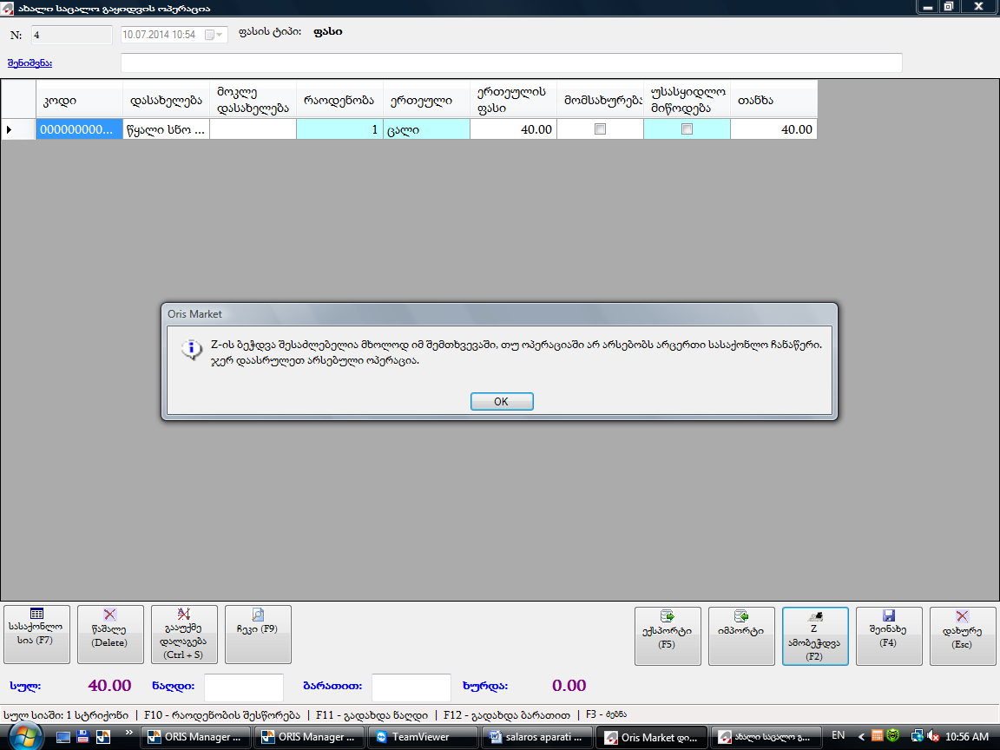 ახალი საცალო გაყიდვის ოპერაცია
N: 4 10.07.2014 10:54 ფასის ტიპი: ფასი
შენიშვნა:
კოდი დასახელება მოკლე დასახელება რაოდენობა ერთეული ერთეულის ფასი მომსახურება უსასყიდლო მიწოდება თანხა
000000000... წყალი სნო ... 1 ცალი 40.00 40.00
Oris Market
Z-ის ბეჭდვა შესაძლებელია მხოლოდ იმ შემთხვევაში, თუ ოპერაციაში არ არსებობს არცერთი სასაქონლო ჩანაწერი.
ჯერ დაასრულეთ არსებული ოპერაცია.
OK
სასაქონლო სია (F7) წაშალე (Delete) გააუქმე დალაგება (Ctrl + S) ჩეკი (F9) ექსპორტი (F5) იმპორტი Z ამობეჭდვა (F2) შეინახე (F4) დახურე (Esc)
სულ: 40.00 ნაღდი: ბარათით: ხურდა: 0.00
სულ სიაში: 1 სტრიქონი | F10 - რაოდენობის შესწორება | F11 - გადახდა ნაღდი | F12 - გადახდა ბარათით | F3 - ძებნა
» ORIS Manager ... ORIS Manager ... TeamViewer salaros aparati ... Oris Market დი... ახალი საცალო გ... EN < 10:56 AM